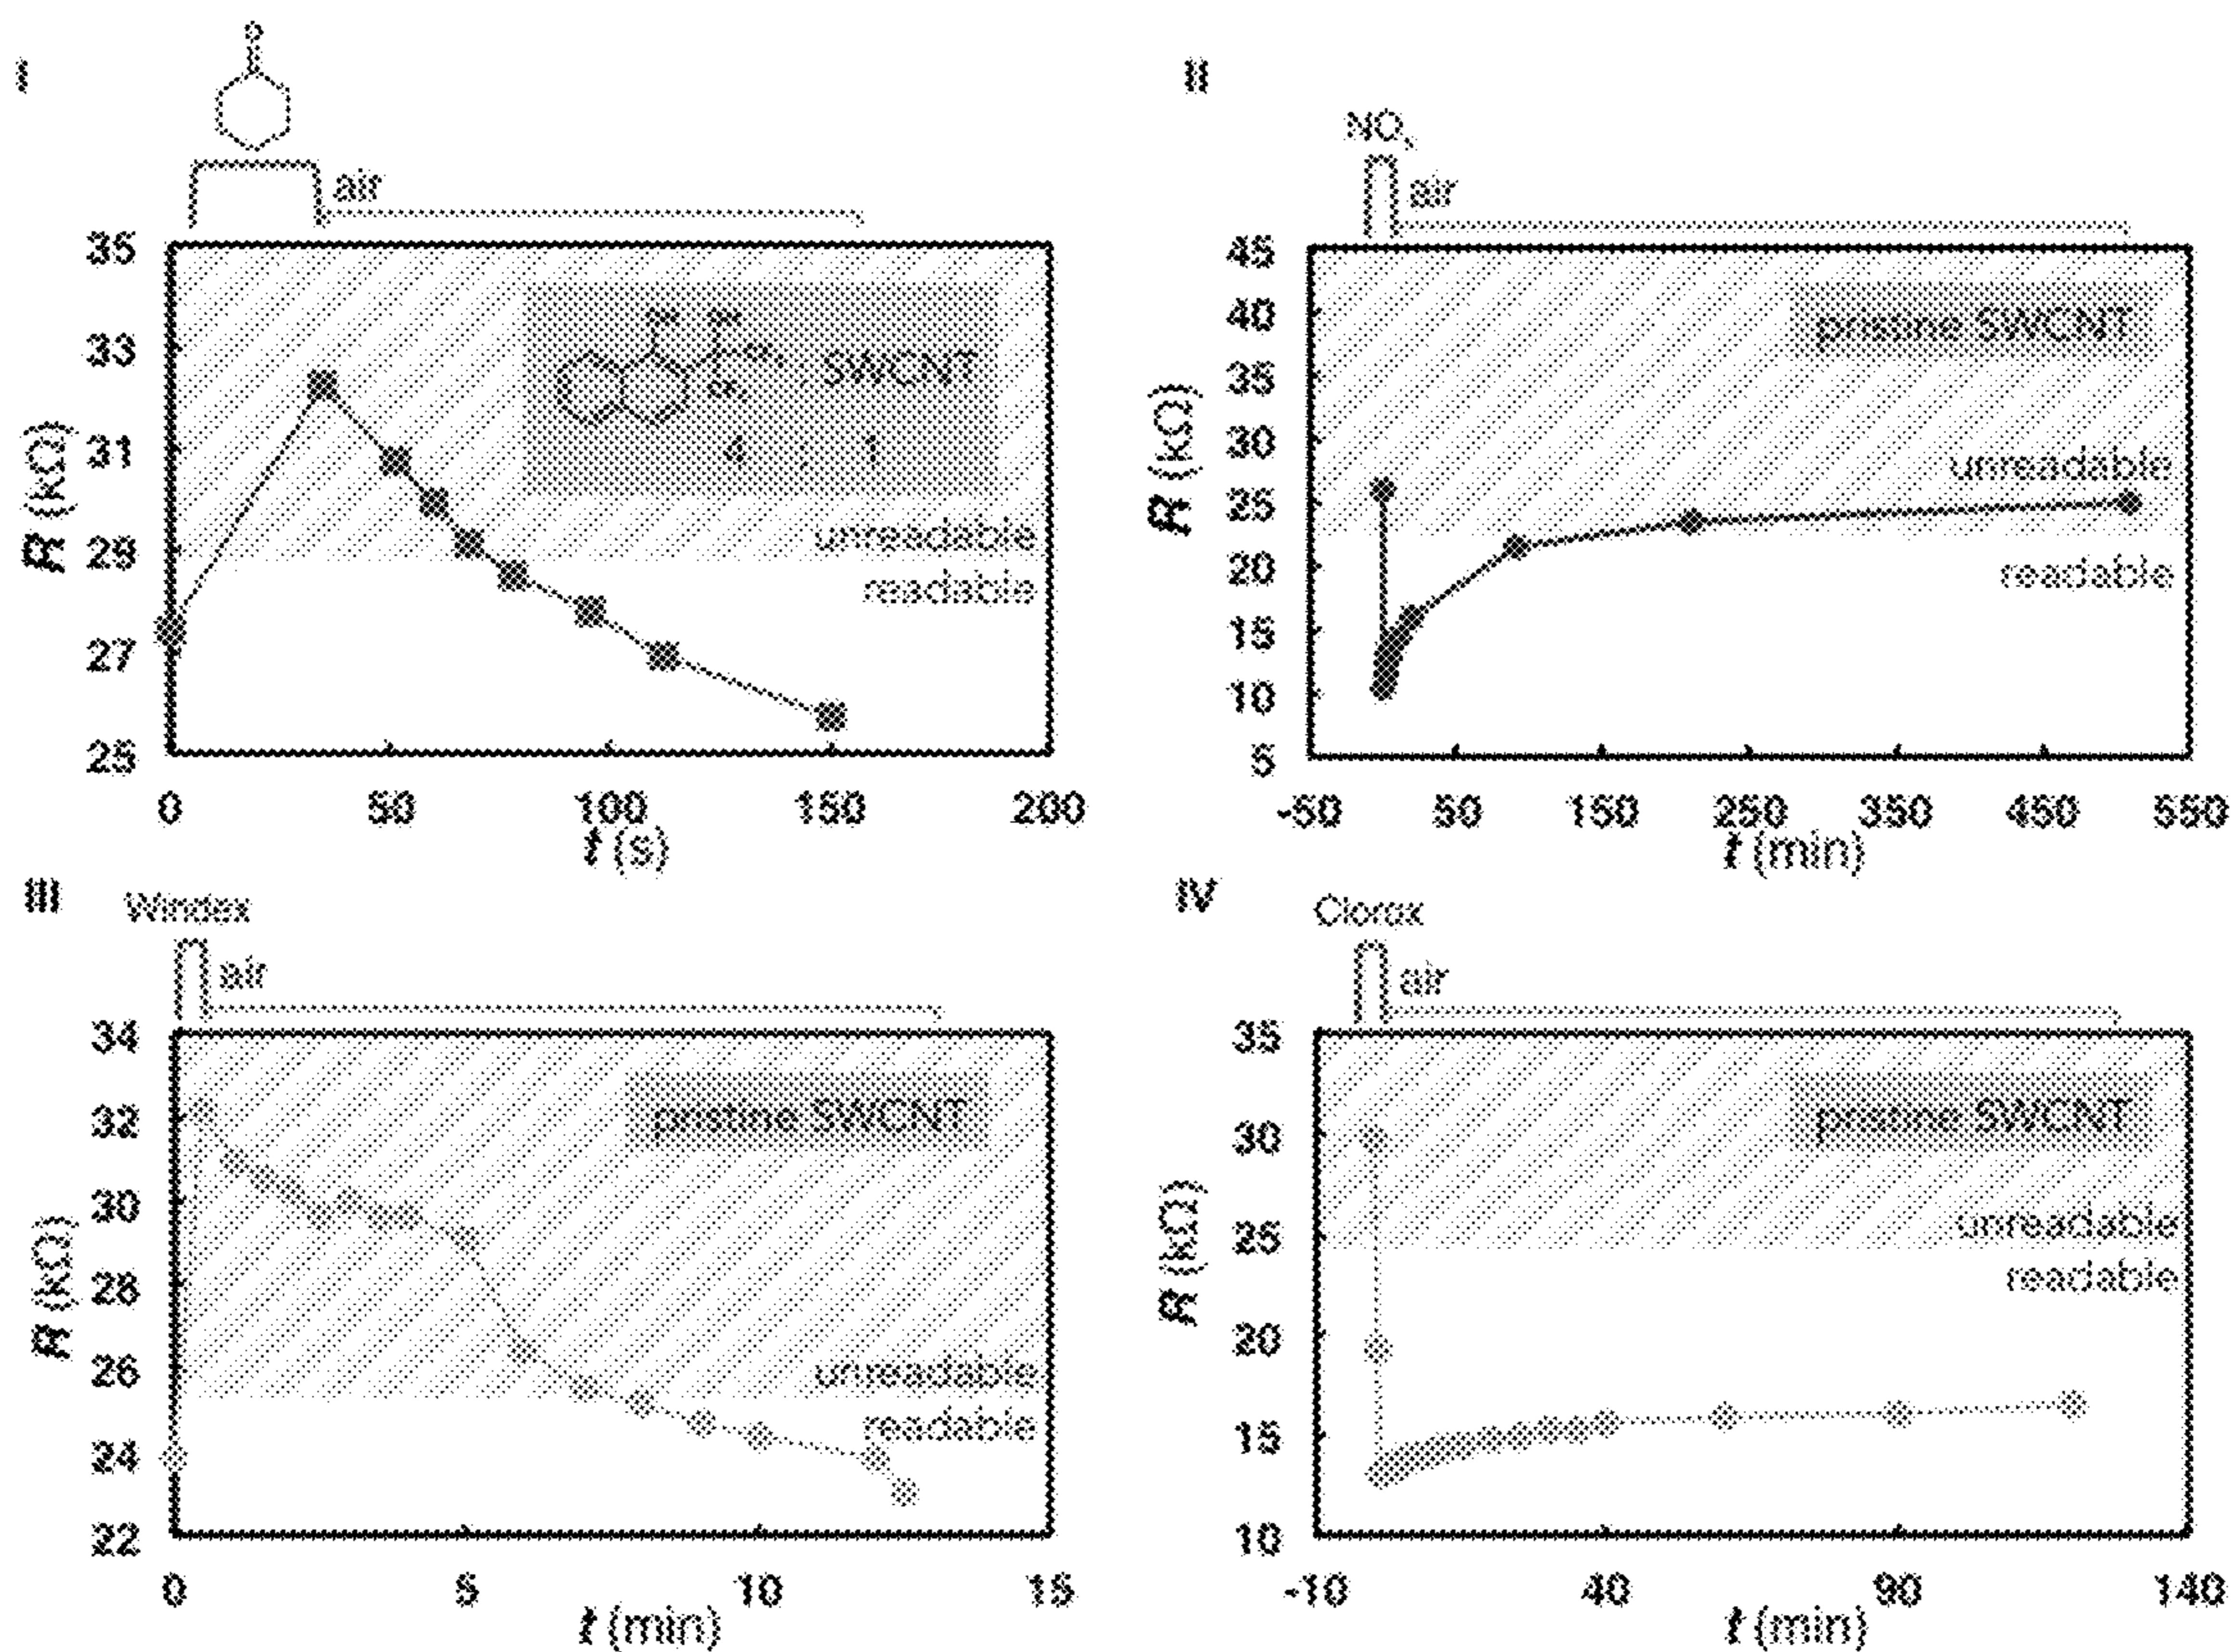 I
O
air
35
33
31
29
27
25
R (kΩ)
SWCNT
4 : 1
unreadable
readable
0 50 100 150 200
t (s)
II
NOx
air
45
40
35
30
25
20
15
10
5
R (kΩ)
pristine SWCNT
unreadable
readable
-50 50 150 250 350 450 550
t (min)
III
Windex
air
34
32
30
28
26
24
22
R (kΩ)
pristine SWCNT
unreadable
readable
0 5 10 15
t (min)
IV
Clorox
air
35
30
25
20
15
10
R (kΩ)
pristine SWCNT
unreadable
readable
-10 40 90 140
t (min)